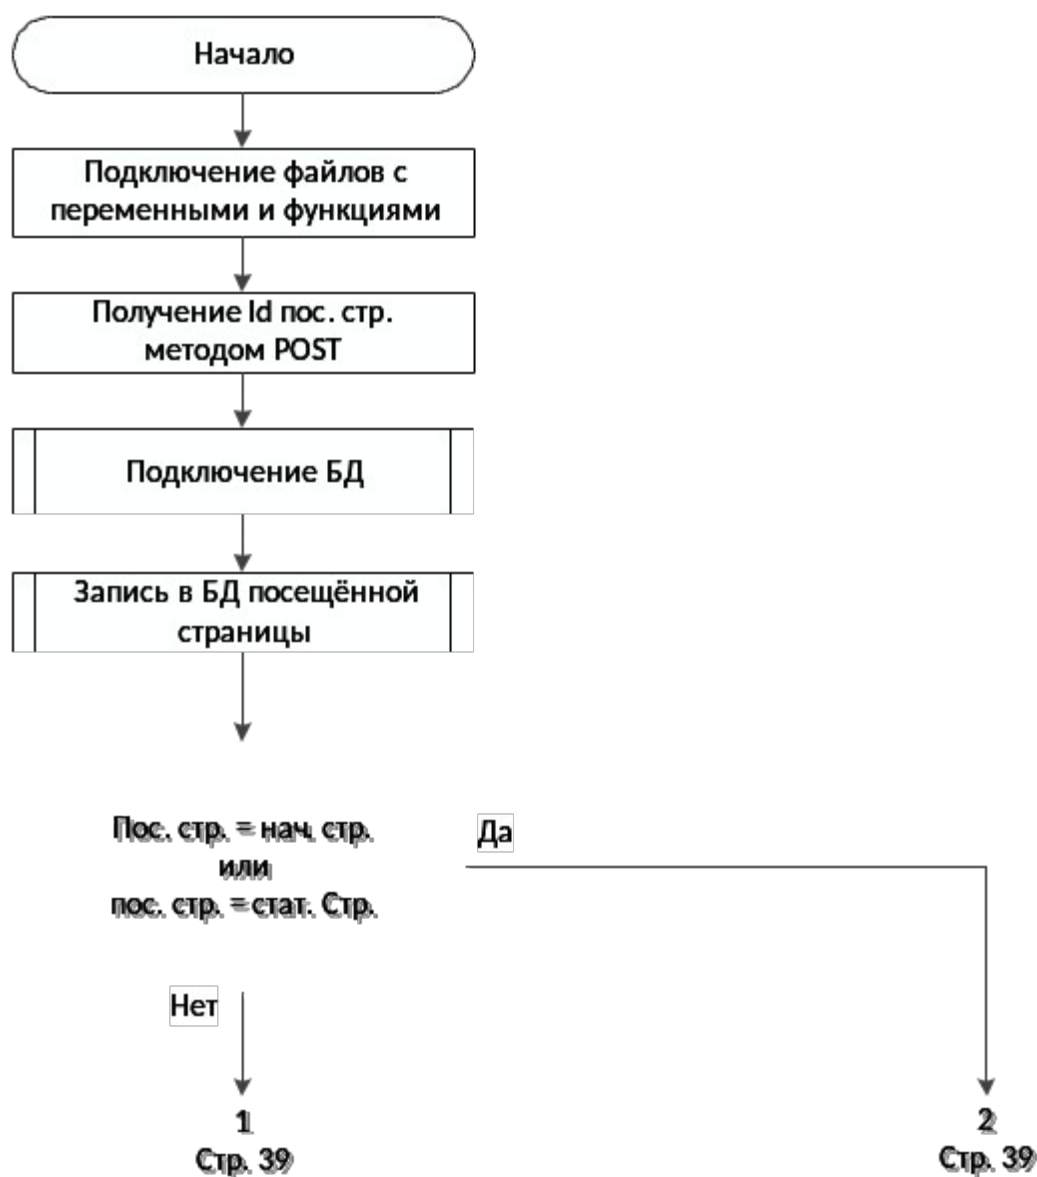 Начало
Подключение файлов с
переменными и функциями
Получение Id пос. стр.
методом POST
Подключение БД
Запись в БД посещённой
страницы
Пос. стр. = нач. стр.
или
пос. стр. = стат. Стр.
Да
Нет
1
Стр. 39
2
Стр. 39